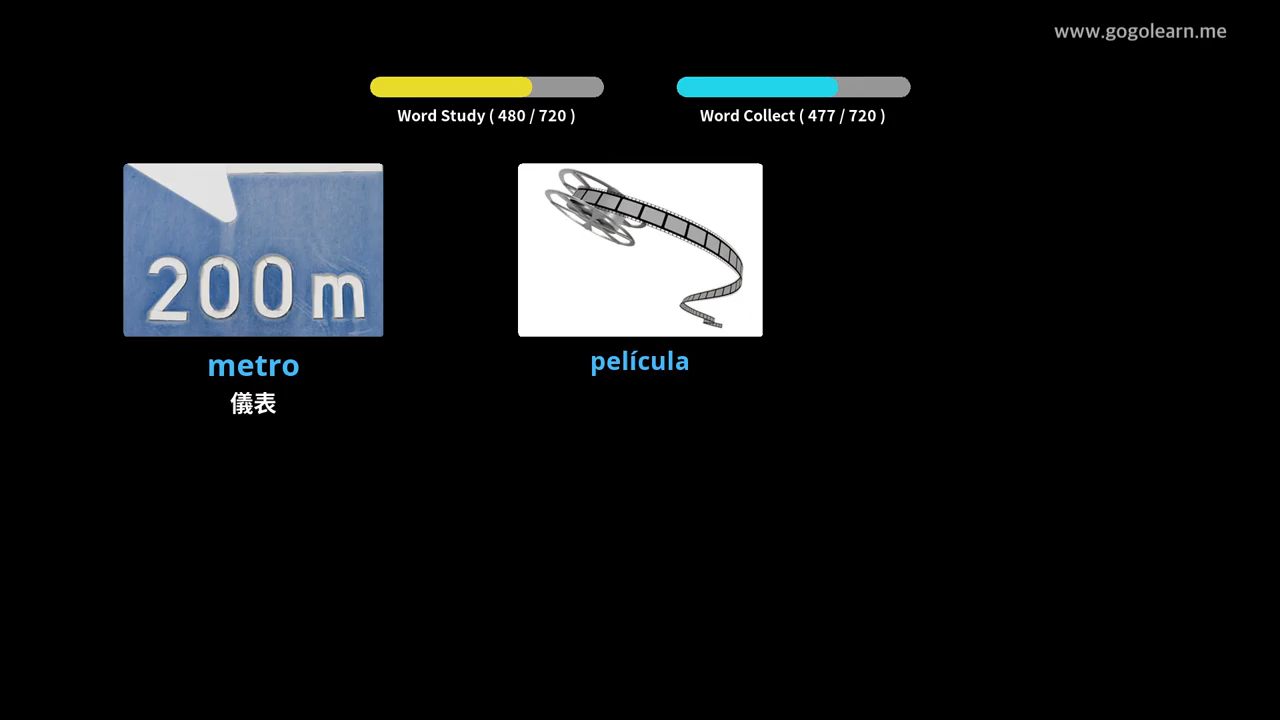 www.gogolearn.me
Word Study ( 480 / 720 )
Word Collect ( 477 / 720 )
200m
metro
儀表
película